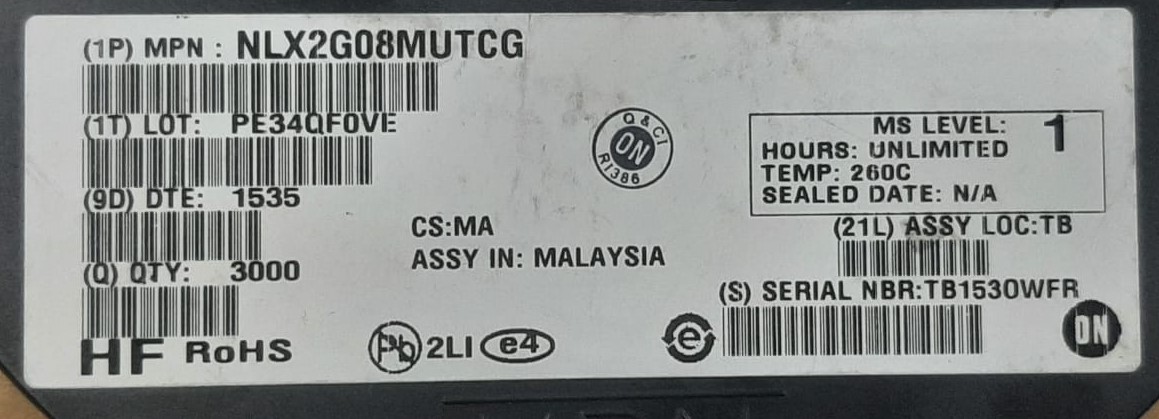 (1P) MPN : NLX2G08MUTCG
(1T) LOT: PE34QF0VE
(9D) DTE: 1535
(Q) QTY: 3000
HF RoHS
CS:MA
ASSY IN: MALAYSIA
Pb 2LI e4
Q & CI
ON
R1386
MS LEVEL: 1
HOURS: UNLIMITED
TEMP: 260C
SEALED DATE: N/A
(21L) ASSY LOC:TB
(S) SERIAL NBR:TB1530WFR
e
ON